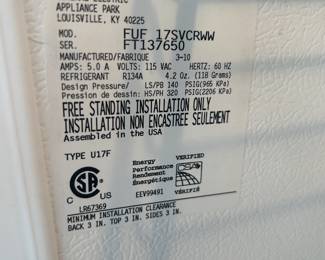 APPLIANCE PARK
LOUISVILLE, KY 40225
MOD. FUF 17SVCRWW
SER. FT137650
MANUFACTURED/FABRIQUE 3-10
AMPS: 5.0 A VOLTS: 115 VAC HERTZ: 60 HZ
REFRIGERANT R134A 4.2 Oz. (118 Grams)
Design Pressure LS/PB 140 PSIG(965 KPa)
Pression de dessin: HS/PH 320 PSIG(2206 KPa)
FREE STANDING INSTALLATION ONLY
INSTALLATION NON ENCASTREE SEULEMENT
Assembled in the USA
TYPE U17F
Energy VERIFIED
Performance
Rendement
Énergétique
EEV99491 VÉRIFIÉ
C US
LR67369
MINIMUM INSTALLATION CLEARANCE
BACK 3 IN. TOP 3 IN. SIDES 3 IN.